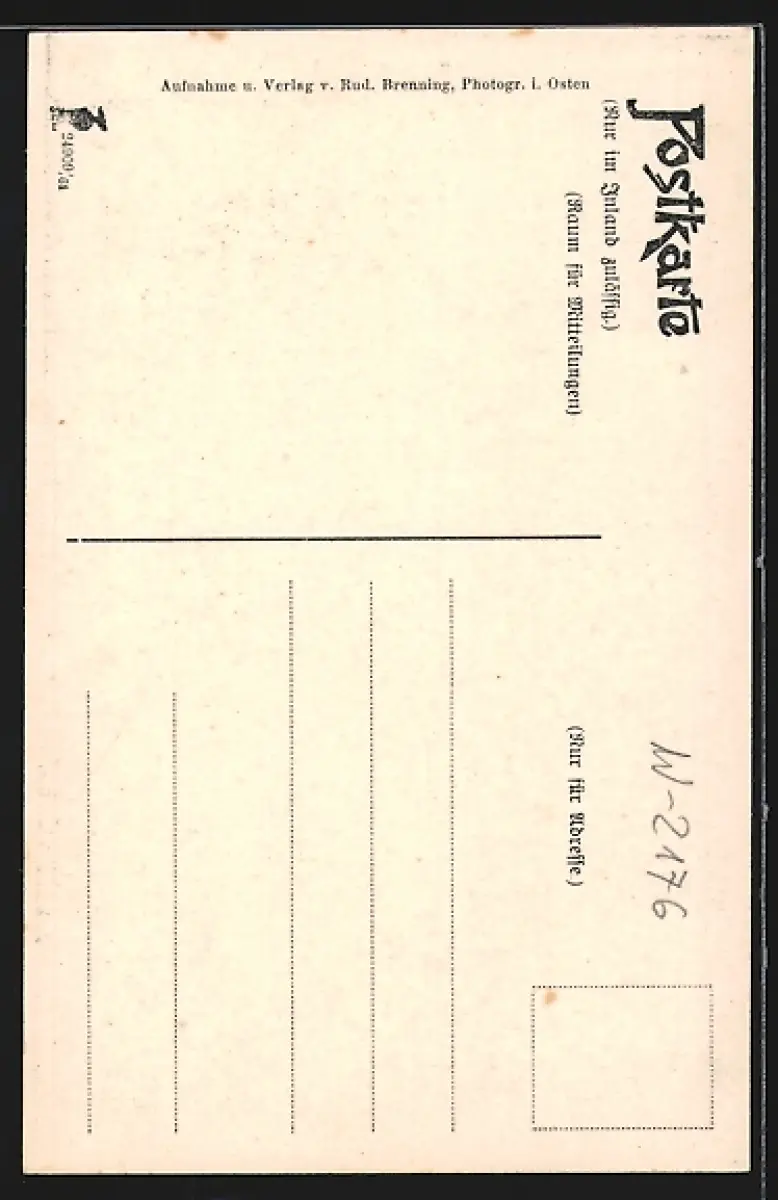 Postkarte
(Nur im Inland zulässig.)
(Raum für Mitteilungen)
Aufnahme u. Verlag v. Rud. Brenning, Photogr. i. Osten
(Nur für Adresse.)
W-2176